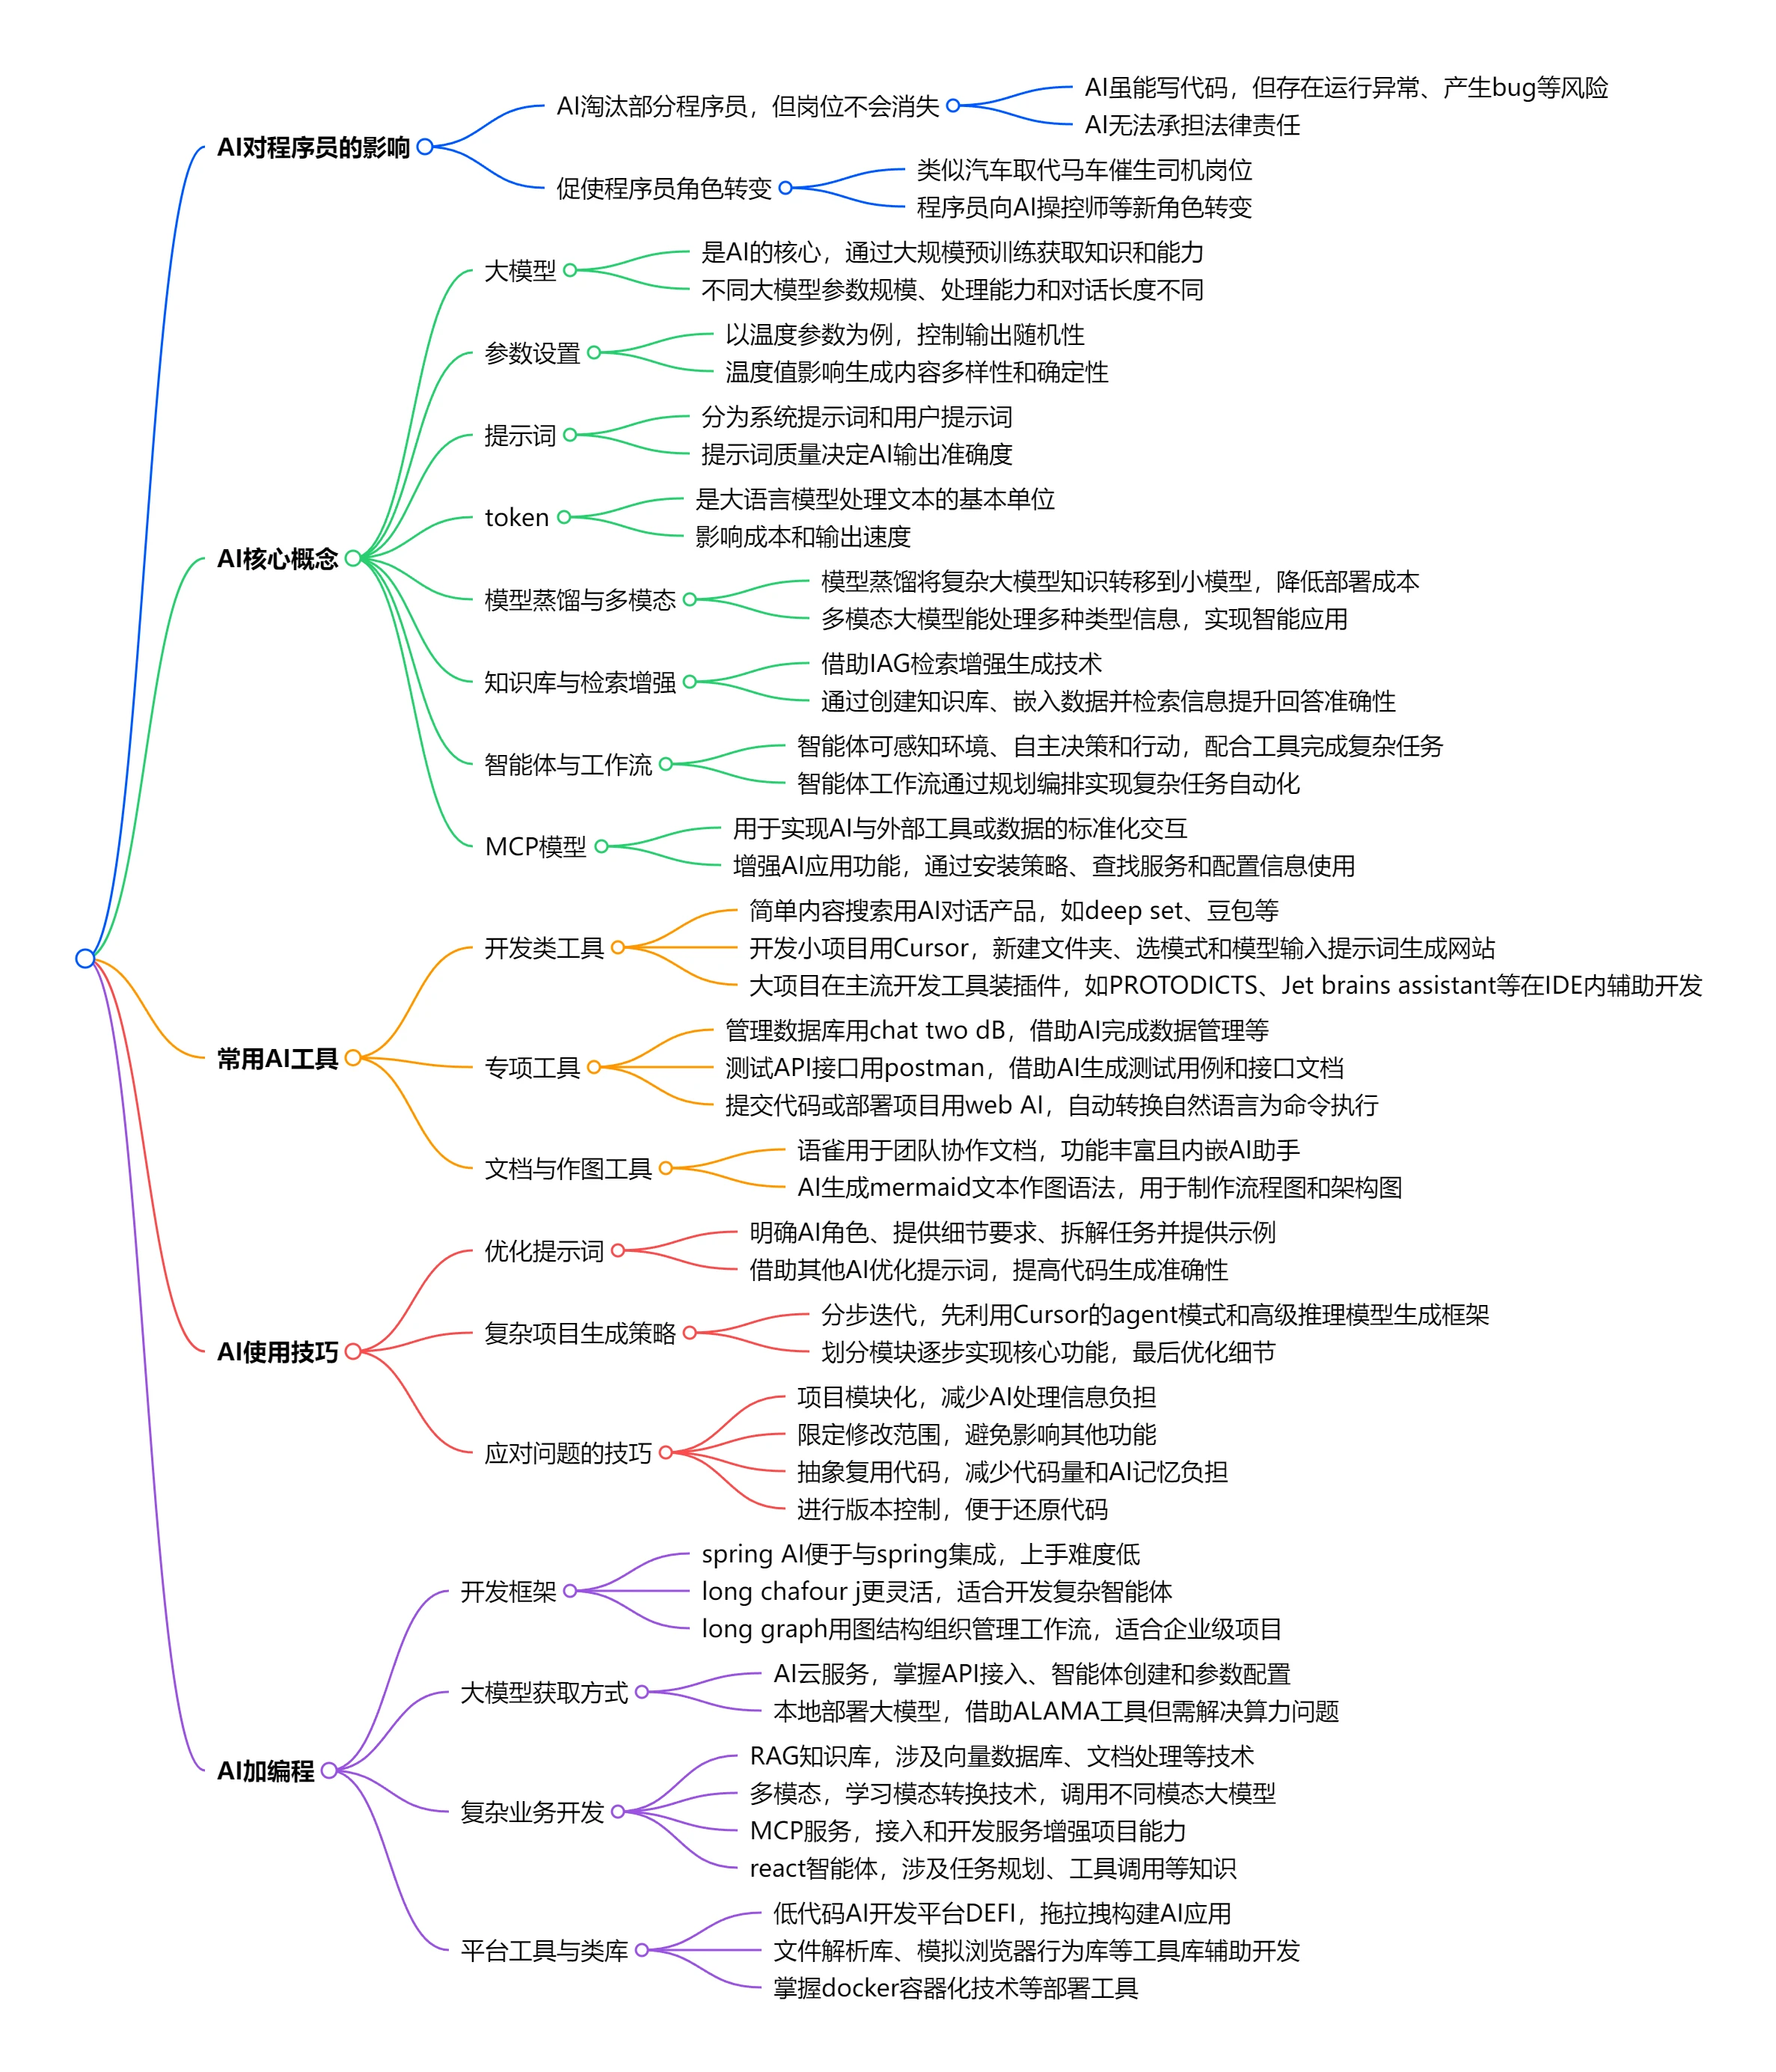 AI对程序员的影响
AI淘汰部分程序员，但岗位不会消失
AI虽能写代码，但存在运行异常、产生bug等风险
AI无法承担法律责任
促使程序员角色转变
类似汽车取代马车催生司机岗位
程序员向AI操控师等新角色转变
AI核心概念
大模型
是AI的核心，通过大规模预训练获取知识和能力
不同大模型参数规模、处理能力和对话长度不同
参数设置
以温度参数为例，控制输出随机性
温度值影响生成内容多样性和确定性
提示词
分为系统提示词和用户提示词
提示词质量决定AI输出准确度
token
是大语言模型处理文本的基本单位
影响成本和输出速度
模型蒸馏与多模态
模型蒸馏将复杂大模型知识转移到小模型，降低部署成本
多模态大模型能处理多种类型信息，实现智能应用
知识库与检索增强
借助IAG检索增强生成技术
通过创建知识库、嵌入数据并检索信息提升回答准确性
智能体与工作流
智能体可感知环境、自主决策和行动，配合工具完成复杂任务
智能体工作流通过规划编排实现复杂任务自动化
MCP模型
用于实现AI与外部工具或数据的标准化交互
增强AI应用功能，通过安装策略、查找服务和配置信息使用
常用AI工具
开发类工具
简单内容搜索用AI对话产品，如deep set、豆包等
开发小项目用Cursor，新建文件夹、选模式和模型输入提示词生成网站
大项目在主流开发工具装插件，如PROTODICTS、Jet brains assistant等在IDE内辅助开发
专项工具
管理数据库用chat two dB，借助AI完成数据管理等
测试API接口用postman，借助AI生成测试用例和接口文档
提交代码或部署项目用web AI，自动转换自然语言为命令执行
文档与作图工具
语雀用于团队协作文档，功能丰富且内嵌AI助手
AI生成mermaid文本作图语法，用于制作流程图和架构图
AI使用技巧
优化提示词
明确AI角色、提供细节要求、拆解任务并提供示例
借助其他AI优化提示词，提高代码生成准确性
复杂项目生成策略
分步迭代，先利用Cursor的agent模式和高级推理模型生成框架
划分模块逐步实现核心功能，最后优化细节
应对问题的技巧
项目模块化，减少AI处理信息负担
限定修改范围，避免影响其他功能
抽象复用代码，减少代码量和AI记忆负担
进行版本控制，便于还原代码
AI加编程
开发框架
spring AI便于与spring集成，上手难度低
long chafour j更灵活，适合开发复杂智能体
long graph用图结构组织管理工作流，适合企业级项目
大模型获取方式
AI云服务，掌握API接入、智能体创建和参数配置
本地部署大模型，借助ALAMA工具但需解决算力问题
复杂业务开发
RAG知识库，涉及向量数据库、文档处理等技术
多模态，学习模态转换技术，调用不同模态大模型
MCP服务，接入和开发服务增强项目能力
react智能体，涉及任务规划、工具调用等知识
平台工具与类库
低代码AI开发平台DEFI，拖拉拽构建AI应用
文件解析库、模拟浏览器行为库等工具库辅助开发
掌握docker容器化技术等部署工具